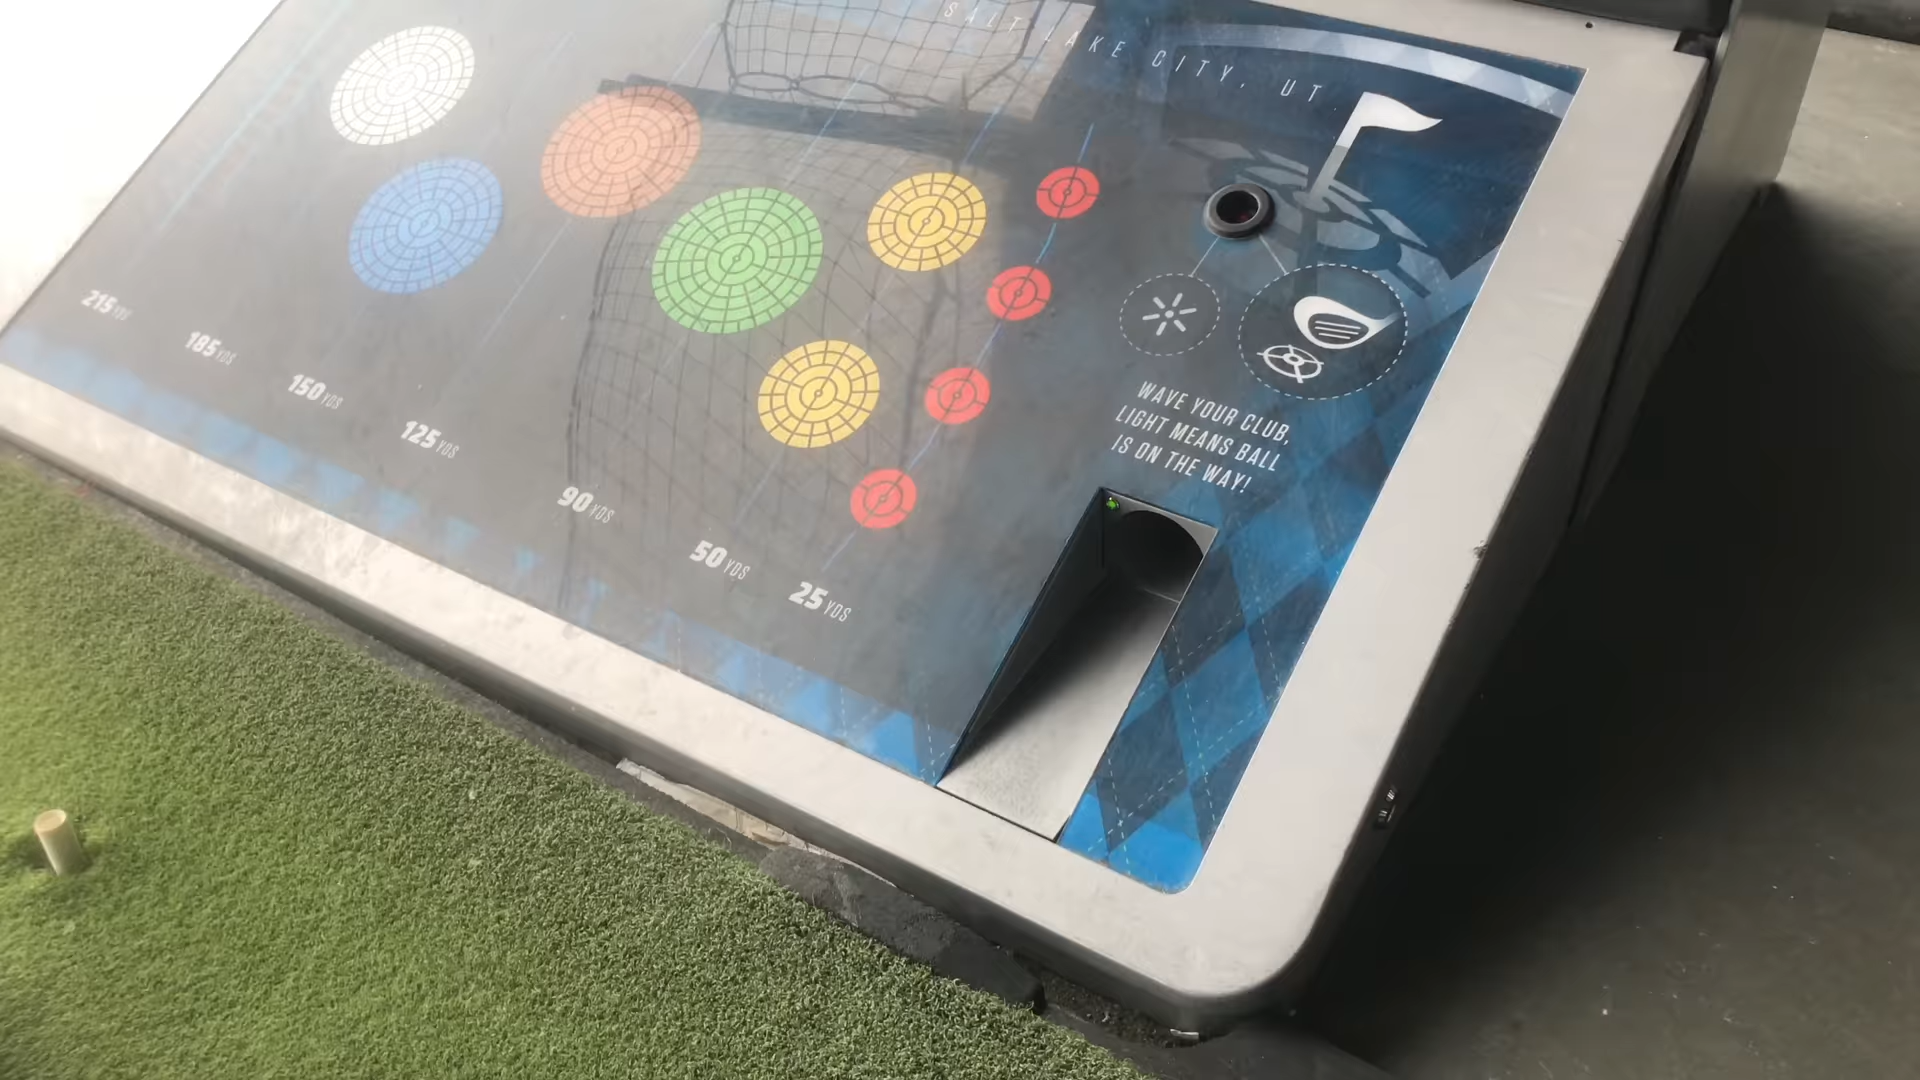 SALT LAKE CITY, UT.
215 YDS
185 YDS
150 YDS
125 YDS
90 YDS
50 YDS
25 YDS
WAVE YOUR CLUB,
LIGHT MEANS BALL
IS ON THE WAY!